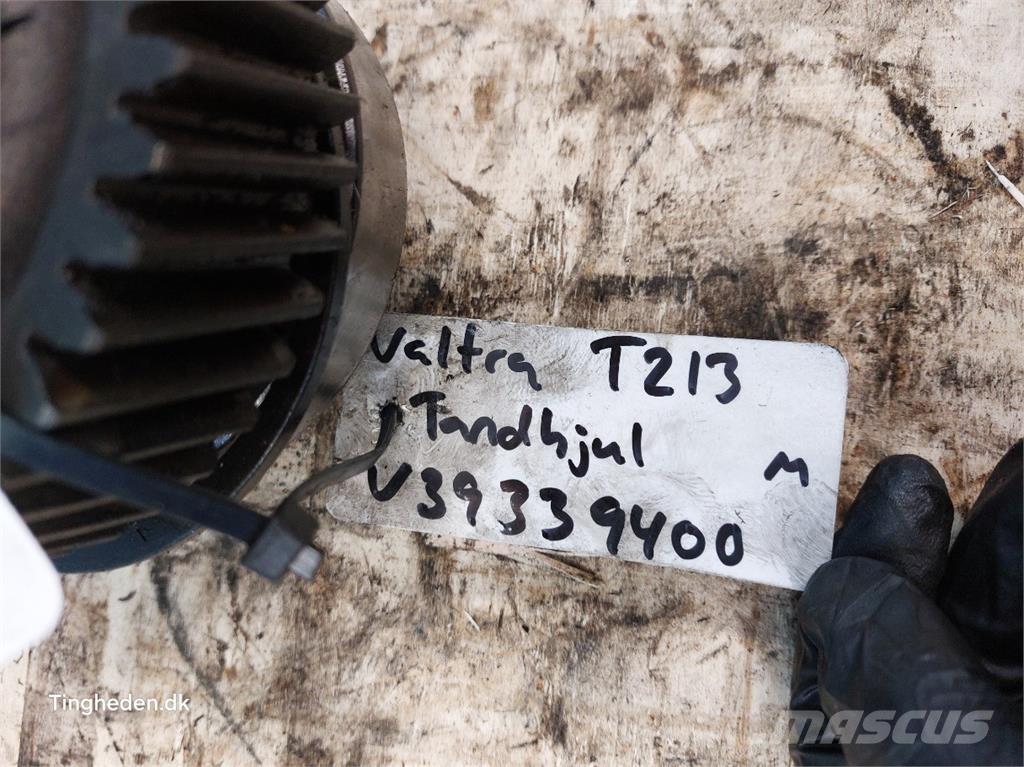 Valtra T213
Tandhjul
M
V39339400
Tingheden.dk
MASCUS